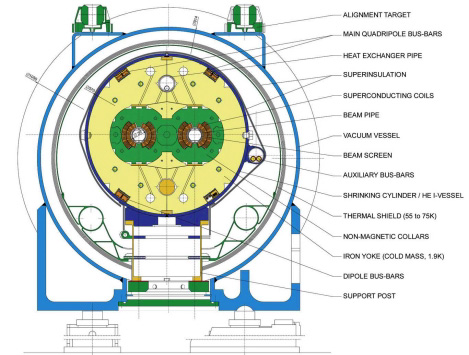 ALIGNMENT TARGET
MAIN QUADRIPOLE BUS-BARS
HEAT EXCHANGER PIPE
SUPERINSULATION
SUPERCONDUCTING COILS
BEAM PIPE
VACUUM VESSEL
BEAM SCREEN
AUXILIARY BUS-BARS
SHRINKING CYLINDER / HE I-VESSEL
THERMAL SHIELD (55 to 75K)
NON-MAGNETIC COLLARS
IRON YOKE (COLD MASS, 1.9K)
DIPOLE BUS-BARS
SUPPORT POST